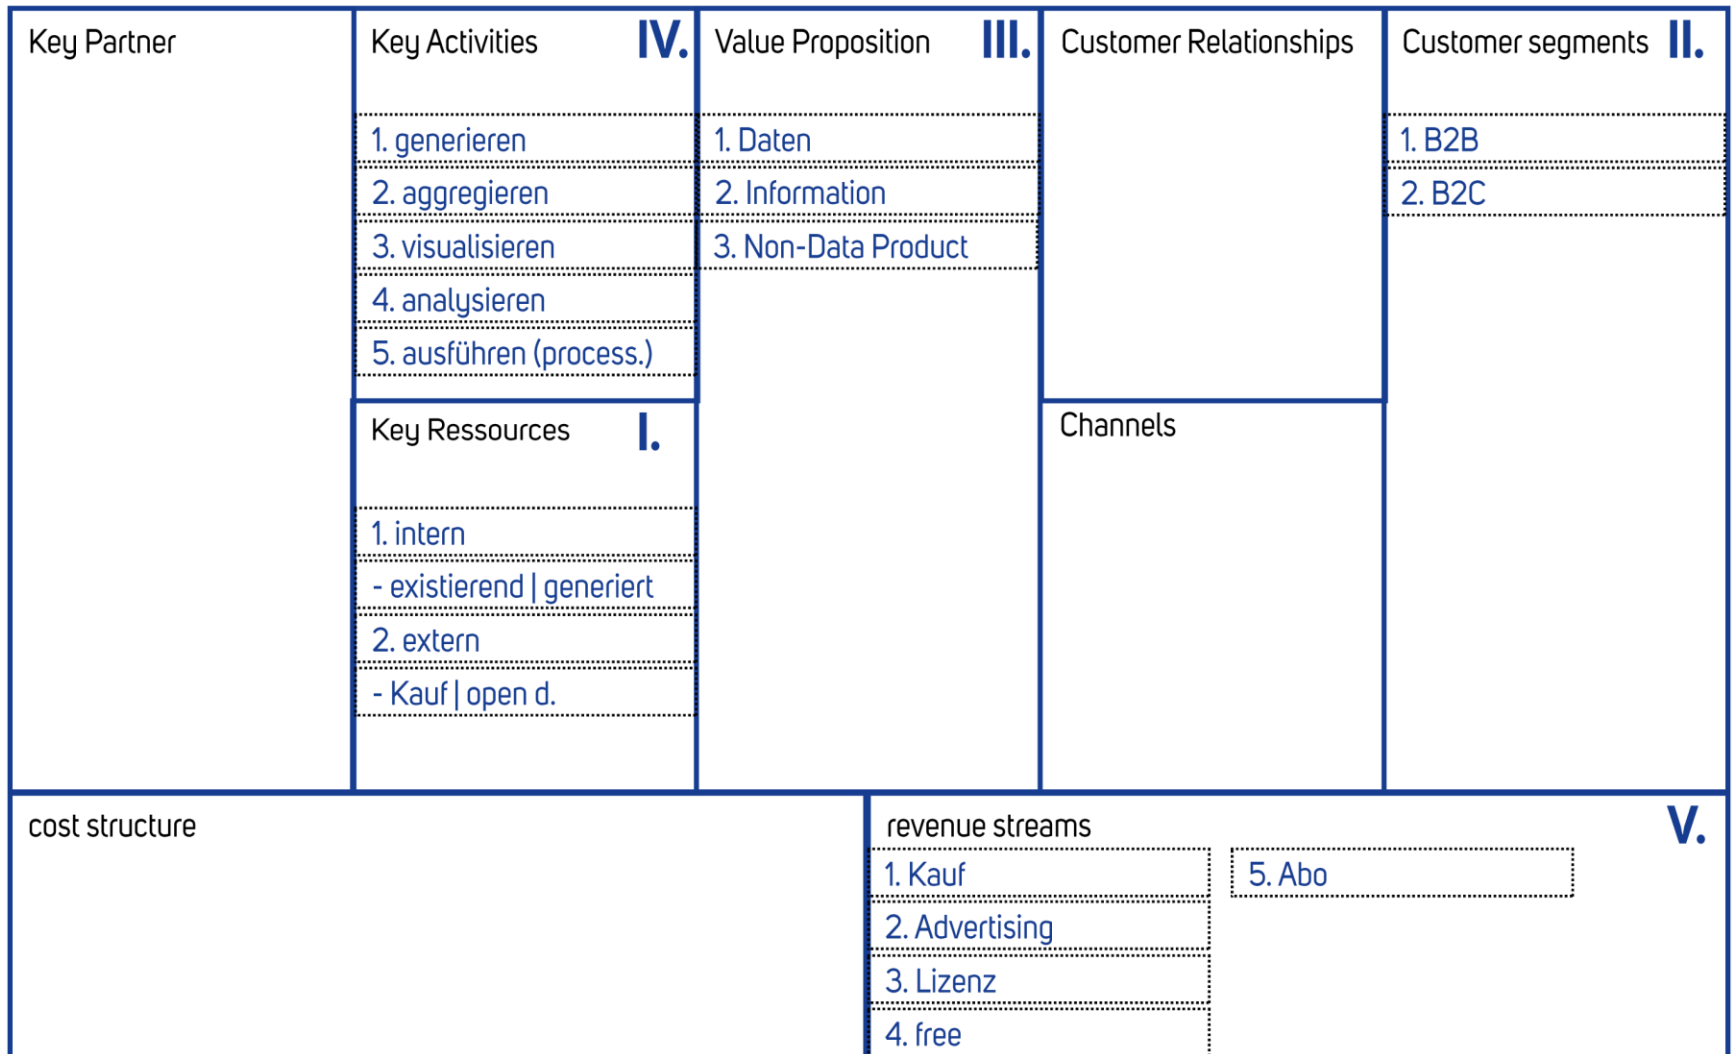 Key Partner
Key Activities IV.
1. generieren
2. aggregieren
3. visualisieren
4. analysieren
5. ausführen (process.)
Key Ressources I.
1. intern
- existierend | generiert
2. extern
- Kauf | open d.
Value Proposition III.
1. Daten
2. Information
3. Non-Data Product
Customer Relationships
Channels
Customer segments II.
1. B2B
2. B2C
cost structure
revenue streams V.
1. Kauf
2. Advertising
3. Lizenz
4. free
5. Abo